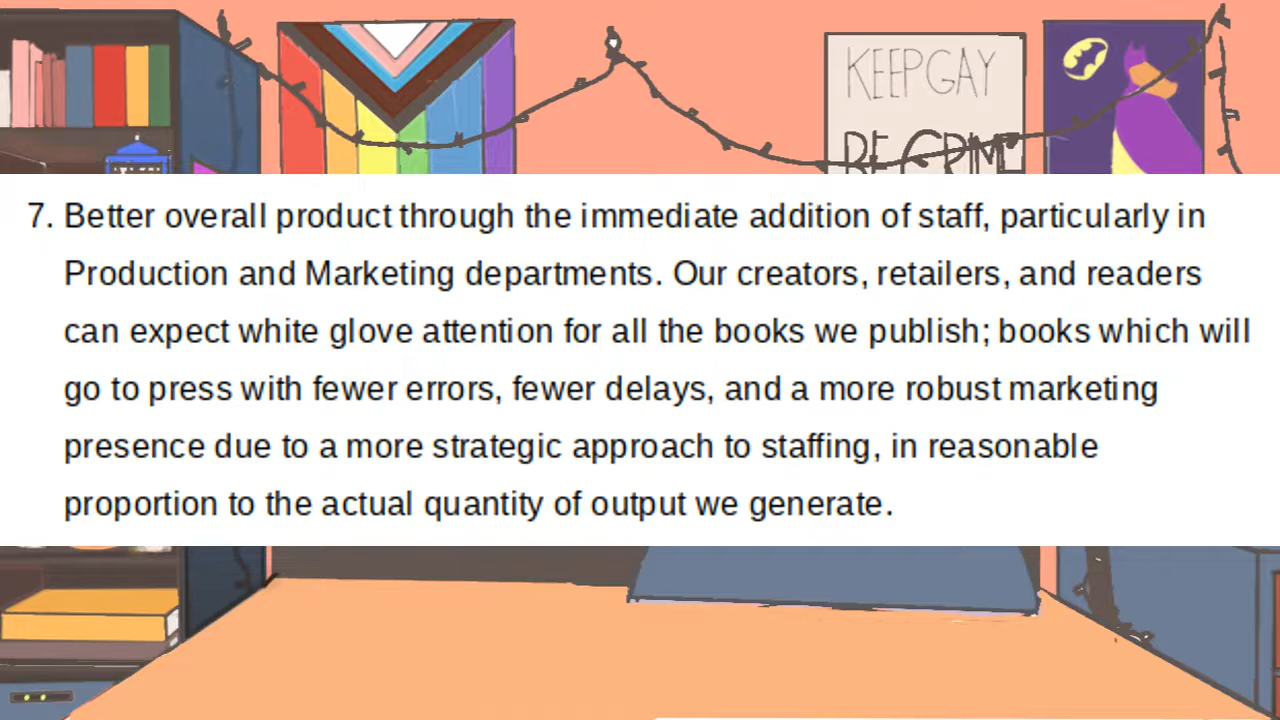 KEEP GAY
BE CRIME
7. Better overall product through the immediate addition of staff, particularly in
Production and Marketing departments. Our creators, retailers, and readers
can expect white glove attention for all the books we publish; books which will
go to press with fewer errors, fewer delays, and a more robust marketing
presence due to a more strategic approach to staffing, in reasonable
proportion to the actual quantity of output we generate.